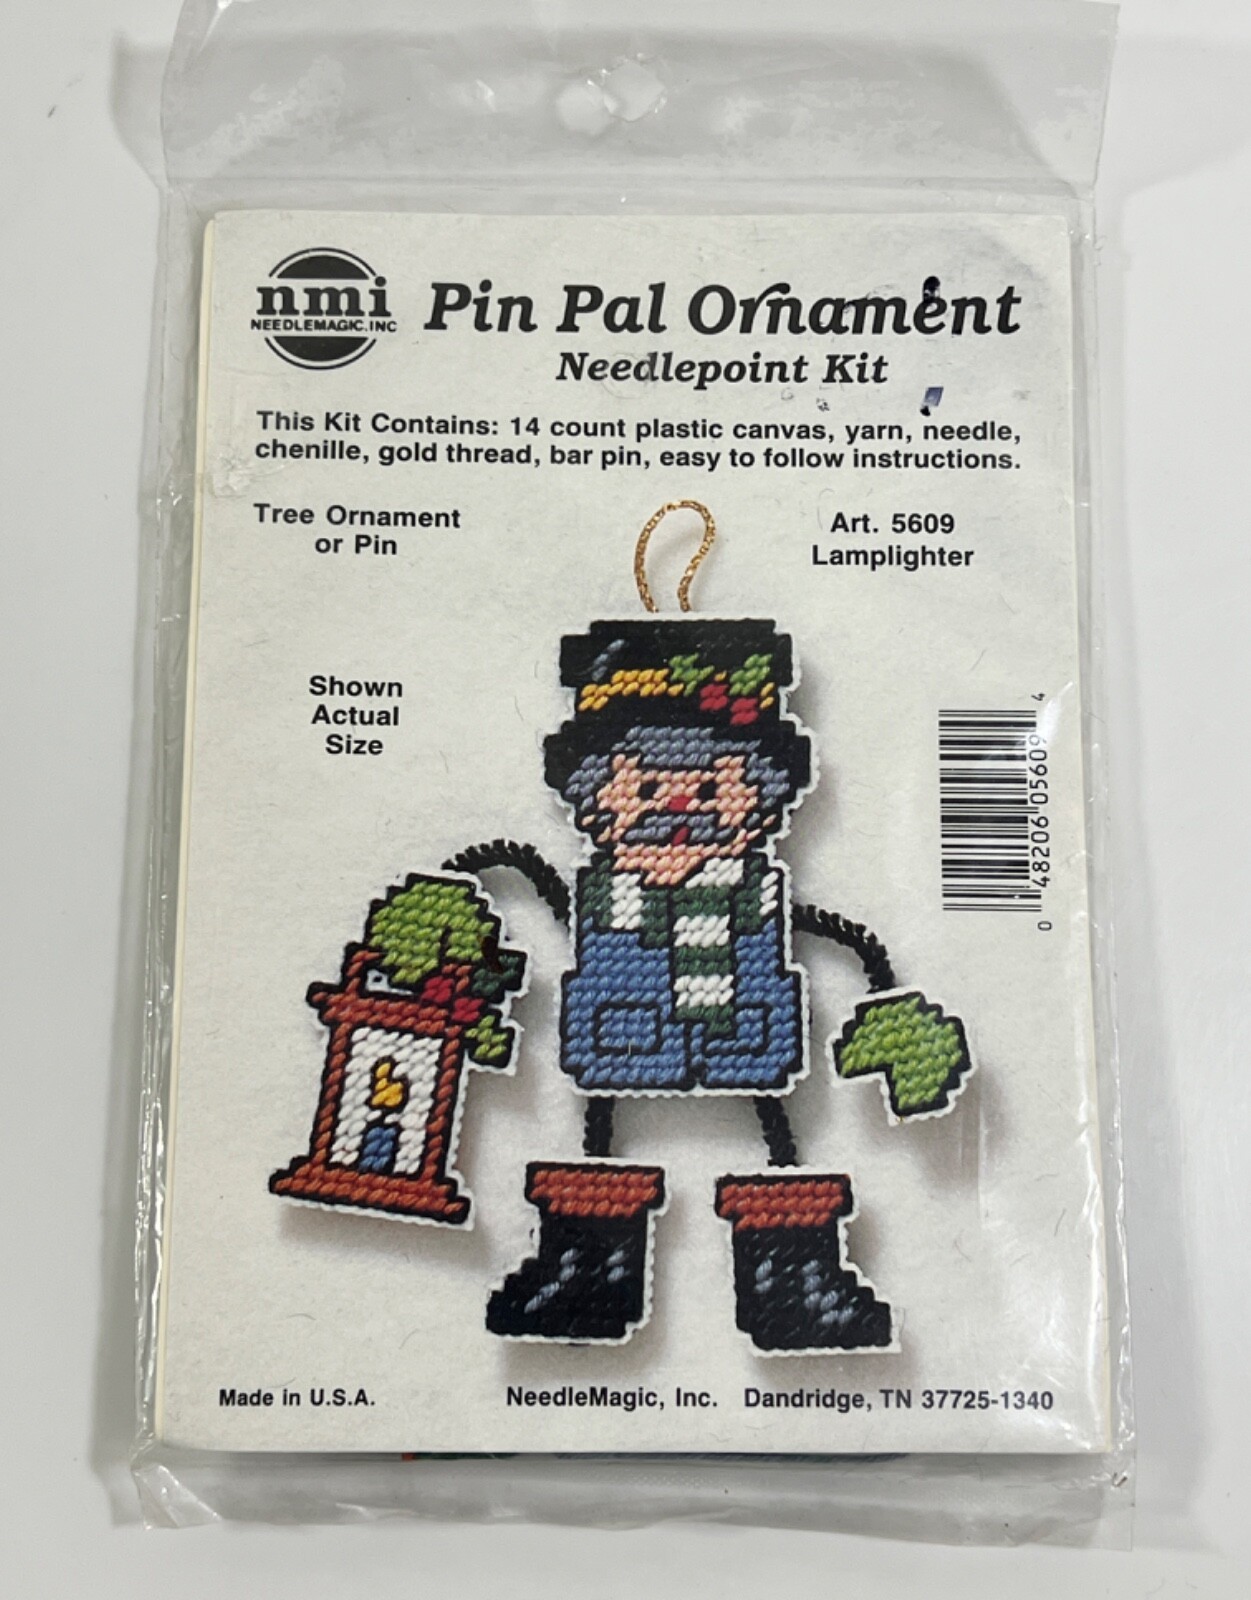 nmi
NEEDLEMAGIC, INC
Pin Pal Ornament
Needlepoint Kit
This Kit Contains: 14 count plastic canvas, yarn, needle,
chenille, gold thread, bar pin, easy to follow instructions.
Tree Ornament
or Pin
Art. 5609
Lamplighter
Shown
Actual
Size
0 48206 05609 4
Made in U.S.A.
NeedleMagic, Inc. Dandridge, TN 37725-1340